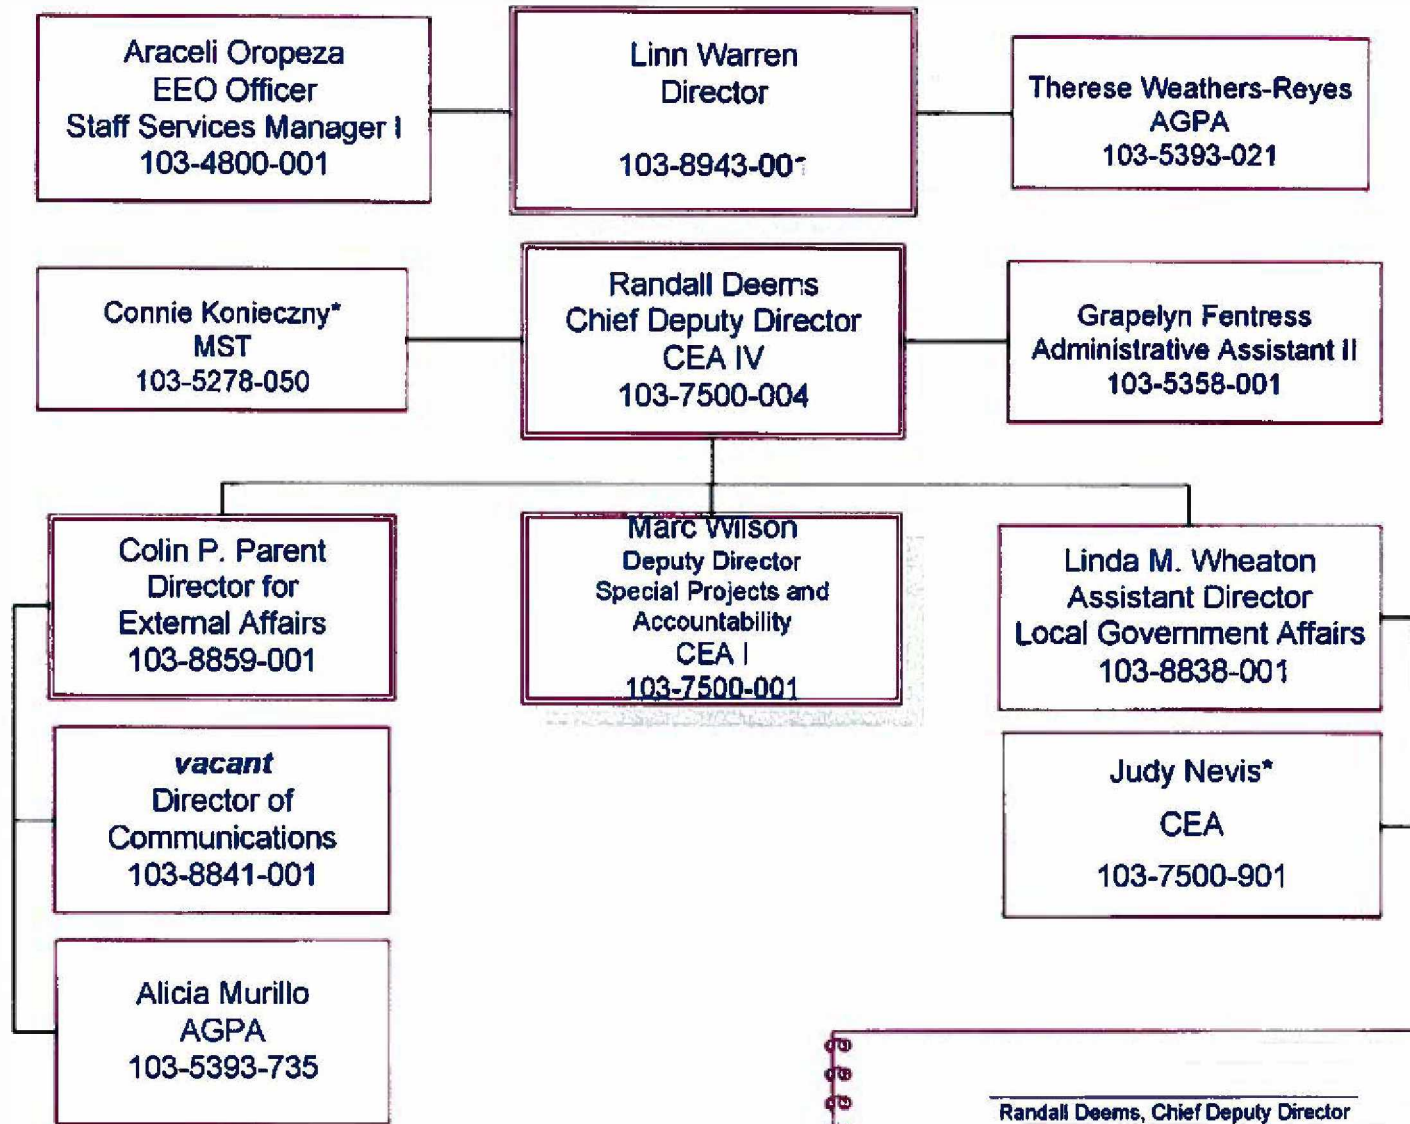 Araceli Oropeza
EEO Officer
Staff Services Manager I
103-4800-001
Linn Warren
Director
103-8943-001
Therese Weathers-Reyes
AGPA
103-5393-021
Connie Konieczny*
MST
103-5278-050
Randall Deems
Chief Deputy Director
CEA IV
103-7500-004
Grapelyn Fentress
Administrative Assistant II
103-5358-001
Colin P. Parent
Director for
External Affairs
103-8859-001
Marc Wilson
Deputy Director
Special Projects and
Accountability
CEA I
103-7500-001
Linda M. Wheaton
Assistant Director
Local Government Affairs
103-8838-001
vacant
Director of
Communications
103-8841-001
Judy Nevis*
CEA
103-7500-901
Alicia Murillo
AGPA
103-5393-735
Randall Deems, Chief Deputy Director